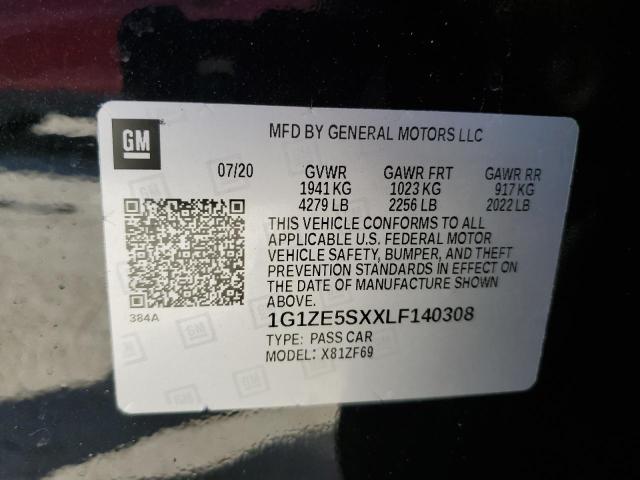 GM
MFD BY GENERAL MOTORS LLC
07/20 GVWR GAWR FRT GAWR RR
1941 KG 1023 KG 917 KG
4279 LB 2256 LB 2022 LB
THIS VEHICLE CONFORMS TO ALL
APPLICABLE U.S. FEDERAL MOTOR
VEHICLE SAFETY, BUMPER, AND THEFT
PREVENTION STANDARDS IN EFFECT ON
THE DATE OF MANUFACTURE SHOWN
ABOVE.
384A
1G1ZE5SXXLF140308
TYPE: PASS CAR
MODEL: X81ZF69